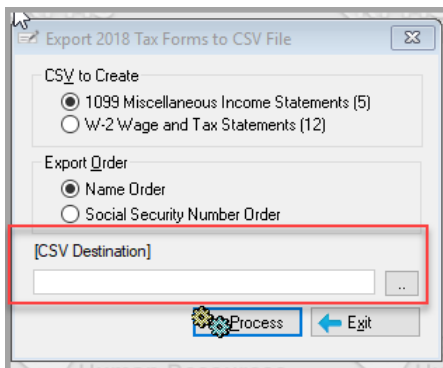 Export 2018 Tax Forms to CSV File
CSV to Create
1099 Miscellaneous Income Statements (5)
W-2 Wage and Tax Statements (12)
Export Order
Name Order
Social Security Number Order
[CSV Destination]
..
Process
Exit